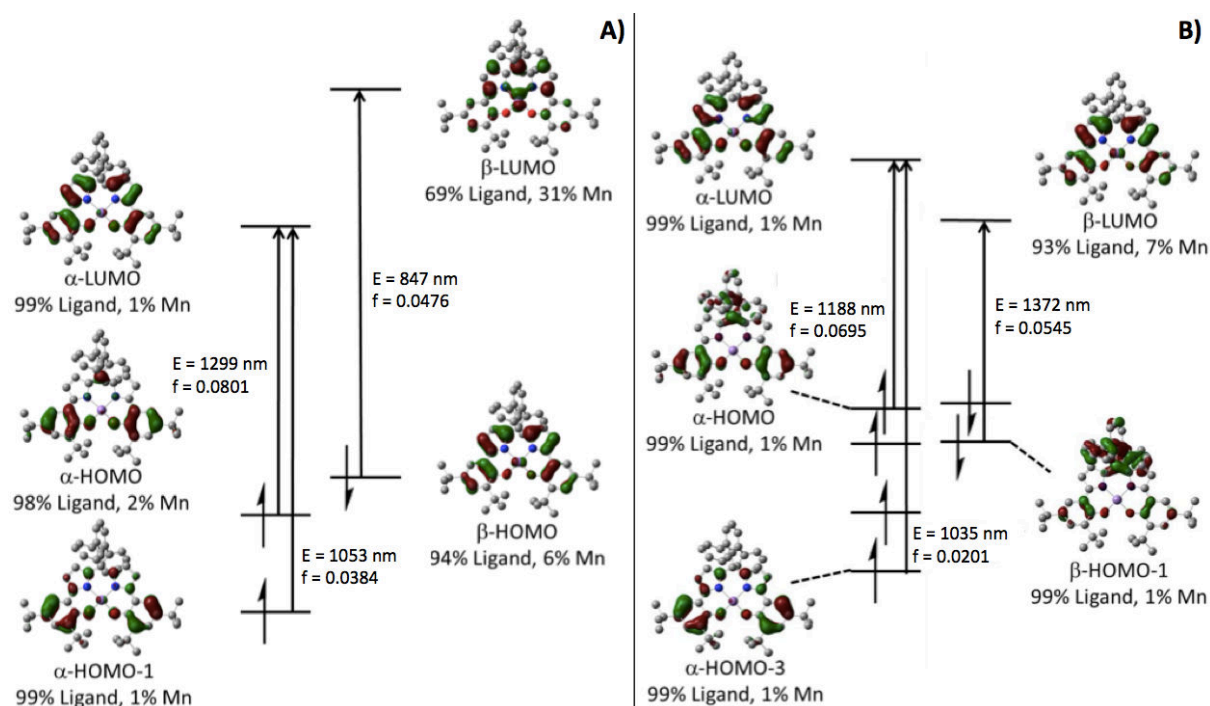 A)
β-LUMO
69% Ligand, 31% Mn
α-LUMO
99% Ligand, 1% Mn
E = 847 nm
f = 0.0476
E = 1299 nm
f = 0.0801
α-HOMO
98% Ligand, 2% Mn
β-HOMO
94% Ligand, 6% Mn
E = 1053 nm
f = 0.0384
α-HOMO-1
99% Ligand, 1% Mn
B)
α-LUMO
99% Ligand, 1% Mn
β-LUMO
93% Ligand, 7% Mn
E = 1188 nm
f = 0.0695
E = 1372 nm
f = 0.0545
α-HOMO
99% Ligand, 1% Mn
E = 1035 nm
f = 0.0201
β-HOMO-1
99% Ligand, 1% Mn
α-HOMO-3
99% Ligand, 1% Mn